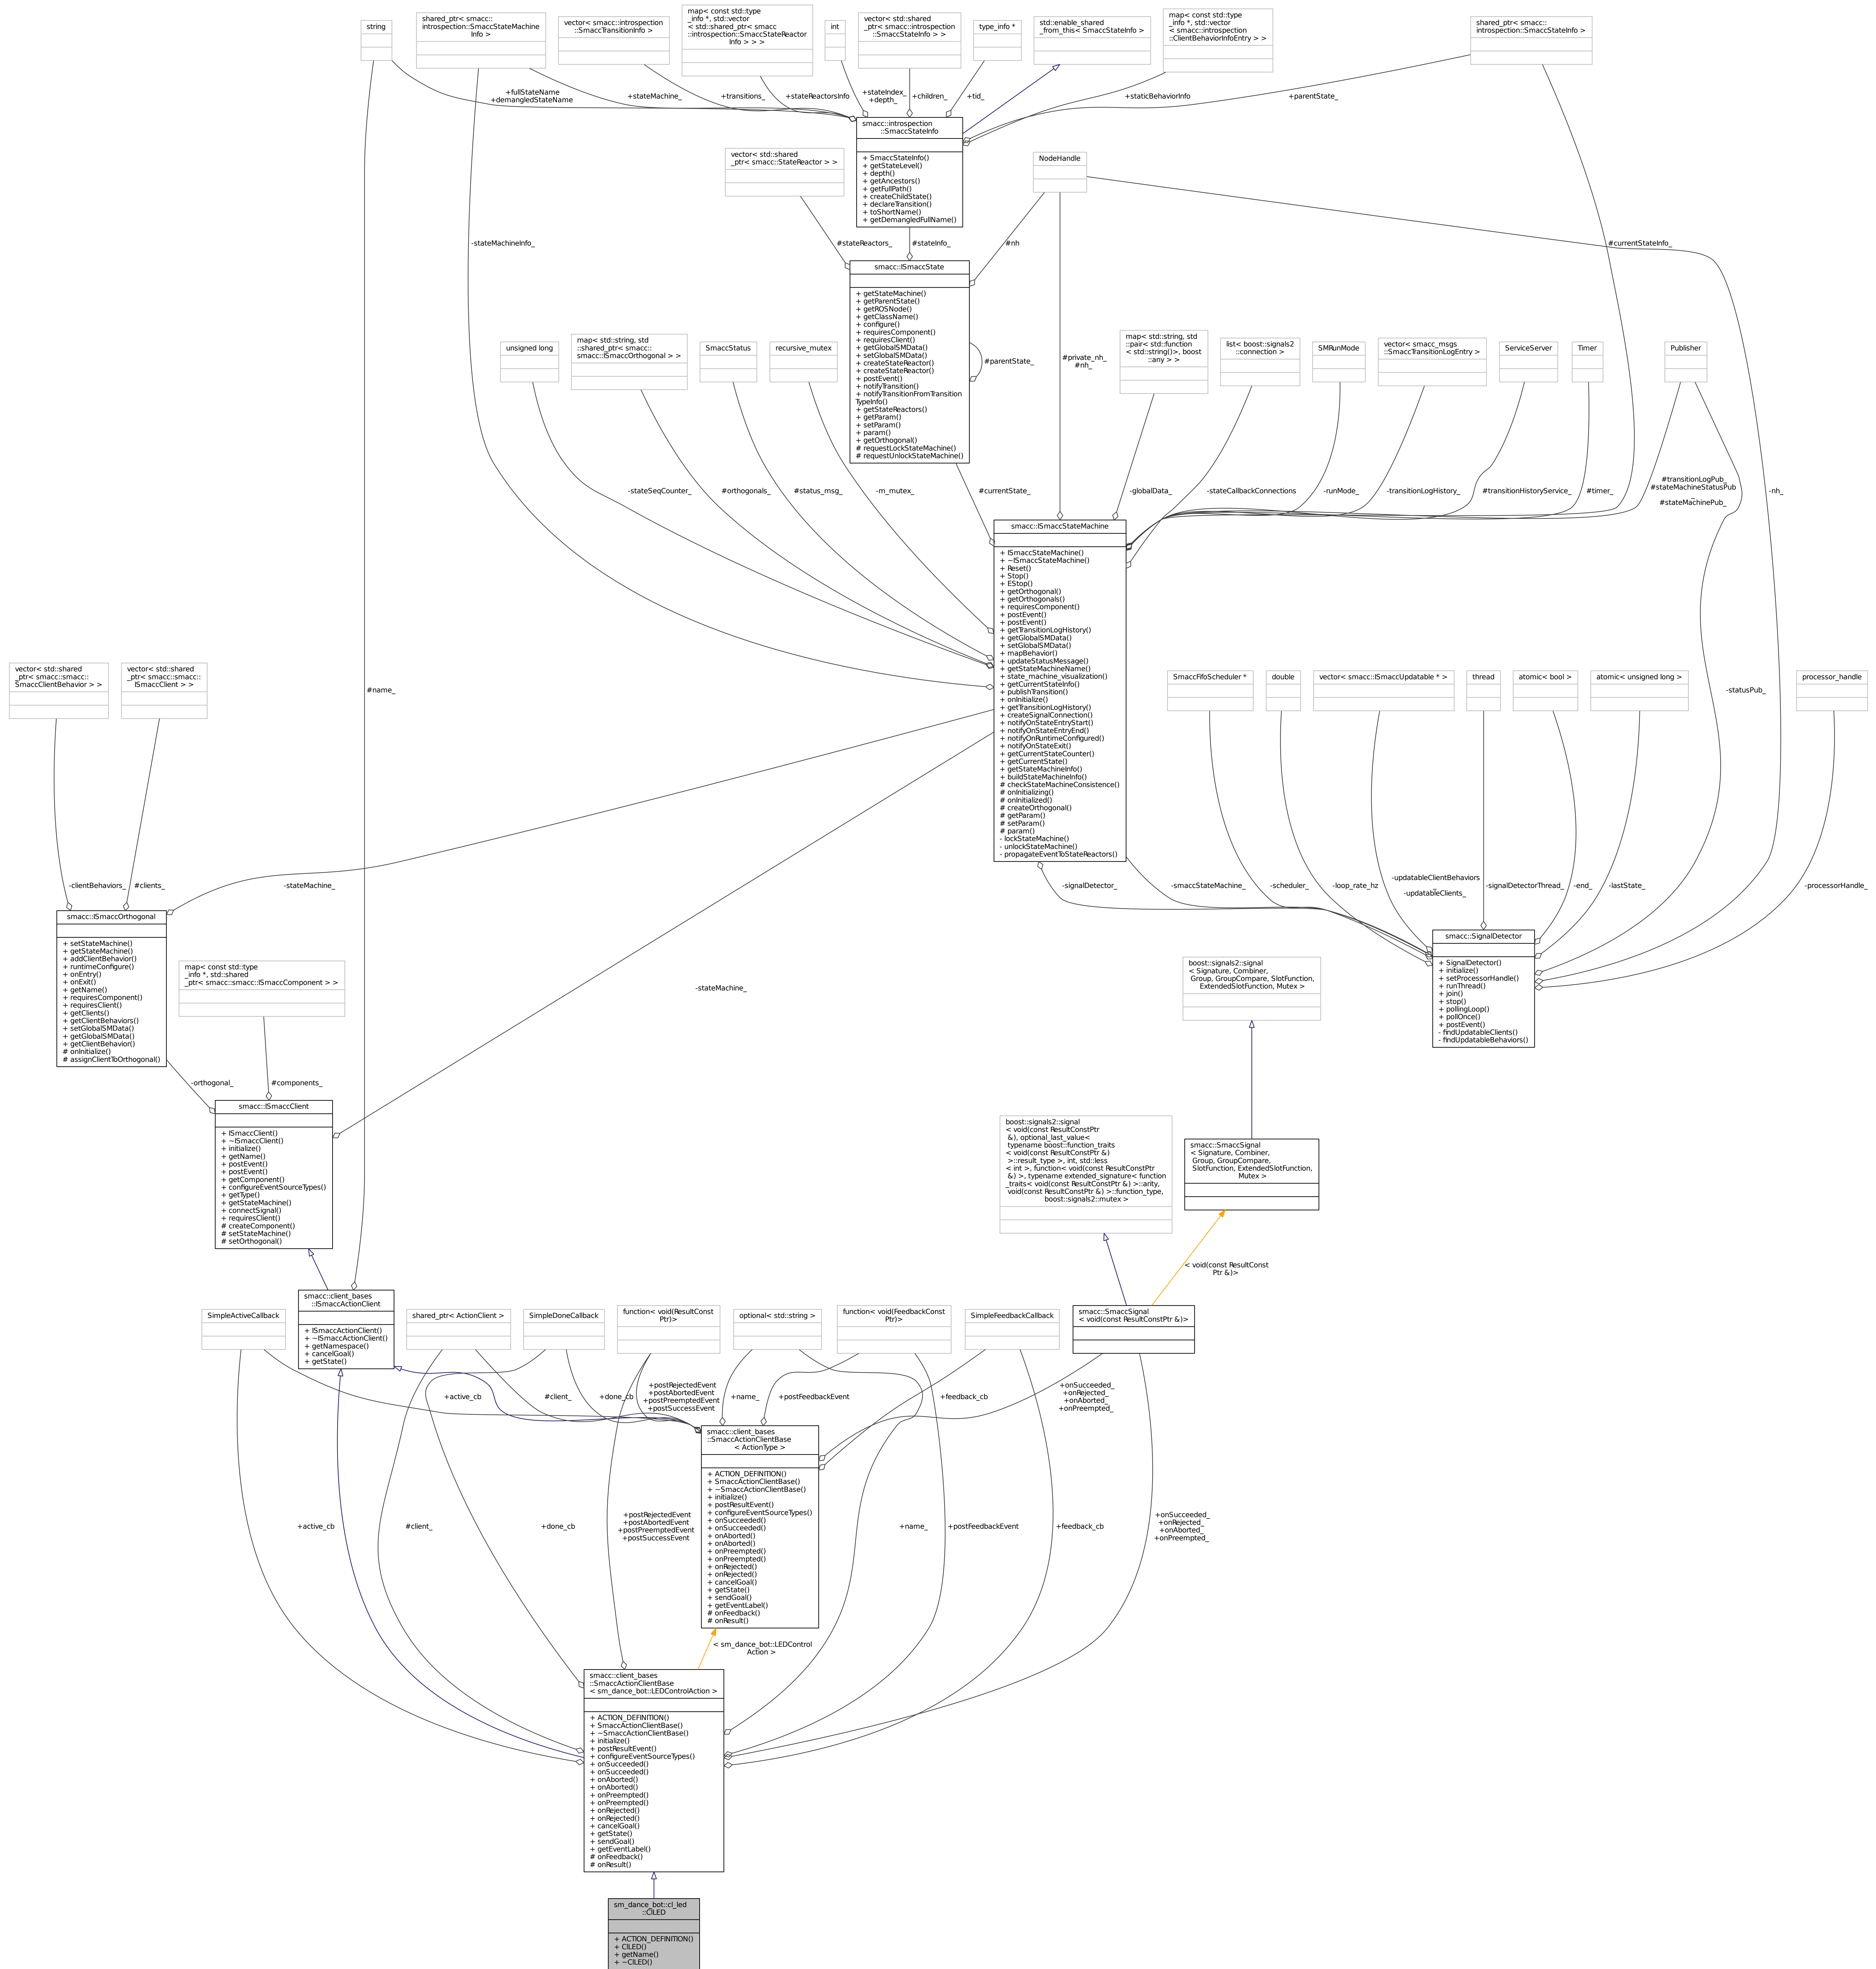 string
shared_ptr< smacc::
introspection::SmaccStateMachine
Info >
vector< smacc::introspection
::SmaccTransitionInfo >
map< const std::type
_info *, std::vector
< std::shared_ptr< smacc
::introspection::SmaccStateReactor
Info > > >
int
vector< std::shared
_ptr< smacc::introspection
::SmaccStateInfo > >
type_info *
std::enable_shared
_from_this< SmaccStateInfo >
map< const std::type
_info *, std::vector
< smacc::introspection
::ClientBehaviorInfoEntry > >
shared_ptr< smacc::
introspection::SmaccStateInfo >
+fullStateName
+demangledStateName
+stateMachine_
+transitions_
+stateReactorsInfo
+stateIndex_
+depth_
+children_
+tid_
+staticBehaviorInfo
+parentState_
smacc::introspection
::SmaccStateInfo
+ SmaccStateInfo()
+ getStateLevel()
+ depth()
+ getAncestors()
+ getFullPath()
+ createChildState()
+ declareTransition()
+ toShortName()
+ getDemangledFullName()
vector< std::shared
_ptr< smacc::StateReactor > >
NodeHandle
-stateMachineInfo_
#stateReactors_
#stateInfo_
#nh
#currentStateInfo_
smacc::ISmaccState
+ getStateMachine()
+ getParentState()
+ getROSNode()
+ getClassName()
+ configure()
+ requiresComponent()
+ requiresClient()
+ getGlobalSMData()
+ setGlobalSMData()
+ createStateReactor()
+ createStateReactor()
+ postEvent()
+ notifyTransition()
+ notifyTransitionFromTransition
TypeInfo()
+ getStateReactors()
+ getParam()
+ setParam()
+ param()
+ getOrthogonal()
# requestLockStateMachine()
# requestUnlockStateMachine()
#parentState_
#private_nh_
#nh_
unsigned long
map< std::string, std
::shared_ptr< smacc::
smacc::ISmaccOrthogonal > >
SmaccStatus
recursive_mutex
map< std::string, std
::pair< std::function
< std::string()>, boost
::any > >
list< boost::signals2
::connection >
SMRunMode
vector< smacc_msgs
::SmaccTransitionLogEntry >
ServiceServer
Timer
Publisher
-stateSeqCounter_
#orthogonals_
#status_msg_
-m_mutex_
#currentState_
-globalData_
-stateCallbackConnections
-runMode_
-transitionLogHistory_
#transitionHistoryService_
#timer_
#transitionLogPub_
#stateMachineStatusPub
_
#stateMachinePub_
-nh_
smacc::ISmaccStateMachine
+ ISmaccStateMachine()
+ ~ISmaccStateMachine()
+ Reset()
+ Stop()
+ EStop()
+ getOrthogonal()
+ getOrthogonals()
+ requiresComponent()
+ postEvent()
+ postEvent()
+ getTransitionLogHistory()
+ getGlobalSMData()
+ setGlobalSMData()
+ mapBehavior()
+ updateStatusMessage()
+ getStateMachineName()
+ state_machine_visualization()
+ getCurrentStateInfo()
+ publishTransition()
+ onInitialize()
+ getTransitionLogHistory()
+ createSignalConnection()
+ notifyOnStateEntryStart()
+ notifyOnStateEntryEnd()
+ notifyOnRuntimeConfigured()
+ notifyOnStateExit()
+ getCurrentStateCounter()
+ getCurrentState()
+ getStateMachineInfo()
+ buildStateMachineInfo()
# checkStateMachineConsistence()
# onInitializing()
# onInitialized()
# createOrthogonal()
# getParam()
# setParam()
# param()
- lockStateMachine()
- unlockStateMachine()
- propagateEventToStateReactors()
vector< std::shared
_ptr< smacc::smacc::
SmaccClientBehavior > >
vector< std::shared
_ptr< smacc::smacc::
ISmaccClient > >
#name_
SmaccFifoScheduler *
double
vector< smacc::ISmaccUpdatable * >
thread
atomic< bool >
atomic< unsigned long >
processor_handle
-statusPub_
-clientBehaviors_
#clients_
-stateMachine_
-signalDetector_
-smaccStateMachine_
-scheduler_
-loop_rate_hz
-updatableClientBehaviors
_
-updatableClients_
-signalDetectorThread_
-end_
-lastState_
-processorHandle_
smacc::ISmaccOrthogonal
+ setStateMachine()
+ getStateMachine()
+ addClientBehavior()
+ runtimeConfigure()
+ onEntry()
+ onExit()
+ getName()
+ requiresComponent()
+ requiresClient()
+ getClients()
+ getClientBehaviors()
+ setGlobalSMData()
+ getGlobalSMData()
+ getClientBehavior()
# onInitialize()
# assignClientToOrthogonal()
map< const std::type
_info *, std::shared
_ptr< smacc::smacc::ISmaccComponent > >
-stateMachine_
smacc::SignalDetector
+ SignalDetector()
+ initialize()
+ setProcessorHandle()
+ runThread()
+ join()
+ stop()
+ pollingLoop()
+ pollOnce()
+ postEvent()
- findUpdatableClients()
- findUpdatableBehaviors()
boost::signals2::signal
< Signature, Combiner,
Group, GroupCompare, SlotFunction,
ExtendedSlotFunction, Mutex >
-orthogonal_
#components_
smacc::ISmaccClient
+ ISmaccClient()
+ ~ISmaccClient()
+ initialize()
+ getName()
+ postEvent()
+ postEvent()
+ getComponent()
+ configureEventSourceTypes()
+ getType()
+ getStateMachine()
+ connectSignal()
+ requiresClient()
# createComponent()
# setStateMachine()
# setOrthogonal()
boost::signals2::signal
< void(const ResultConstPtr
&), optional_last_value<
typename boost::function_traits
< void(const ResultConstPtr &)
>::result_type >, int, std::less
< int >, function< void(const ResultConstPtr
&) >, typename extended_signature< function
_traits< void(const ResultConstPtr &) >::arity,
void(const ResultConstPtr &) >::function_type,
boost::signals2::mutex >
smacc::SmaccSignal
< Signature, Combiner,
Group, GroupCompare,
SlotFunction, ExtendedSlotFunction,
Mutex >
< void(const ResultConst
Ptr &)>
smacc::client_bases
::ISmaccActionClient
+ ISmaccActionClient()
+ ~ISmaccActionClient()
+ getNamespace()
+ cancelGoal()
+ getState()
SimpleActiveCallback
shared_ptr< ActionClient >
SimpleDoneCallback
function< void(ResultConst
Ptr)>
optional< std::string >
function< void(FeedbackConst
Ptr)>
SimpleFeedbackCallback
smacc::SmaccSignal
< void(const ResultConstPtr &)>
+active_cb
#client_
+done_cb
+postRejectedEvent
+postAbortedEvent
+postPreemptedEvent
+postSuccessEvent
+name_
+postFeedbackEvent
+feedback_cb
+onSucceeded_
+onRejected_
+onAborted_
+onPreempted_
smacc::client_bases
::SmaccActionClientBase
< ActionType >
+ ACTION_DEFINITION()
+ SmaccActionClientBase()
+ ~SmaccActionClientBase()
+ initialize()
+ postResultEvent()
+ configureEventSourceTypes()
+ onSucceeded()
+ onSucceeded()
+ onAborted()
+ onAborted()
+ onPreempted()
+ onPreempted()
+ onRejected()
+ onRejected()
+ cancelGoal()
+ getState()
+ sendGoal()
+ getEventLabel()
# onFeedback()
# onResult()
+active_cb
#client_
+done_cb
+postRejectedEvent
+postAbortedEvent
+postPreemptedEvent
+postSuccessEvent
+name_
+postFeedbackEvent
+feedback_cb
+onSucceeded_
+onRejected_
+onAborted_
+onPreempted_
< sm_dance_bot::LEDControl
Action >
smacc::client_bases
::SmaccActionClientBase
< sm_dance_bot::LEDControlAction >
+ ACTION_DEFINITION()
+ SmaccActionClientBase()
+ ~SmaccActionClientBase()
+ initialize()
+ postResultEvent()
+ configureEventSourceTypes()
+ onSucceeded()
+ onSucceeded()
+ onAborted()
+ onAborted()
+ onPreempted()
+ onPreempted()
+ onRejected()
+ onRejected()
+ cancelGoal()
+ getState()
+ sendGoal()
+ getEventLabel()
# onFeedback()
# onResult()
sm_dance_bot::cl_led
::ClLED
+ ACTION_DEFINITION()
+ ClLED()
+ getName()
+ ~ClLED()